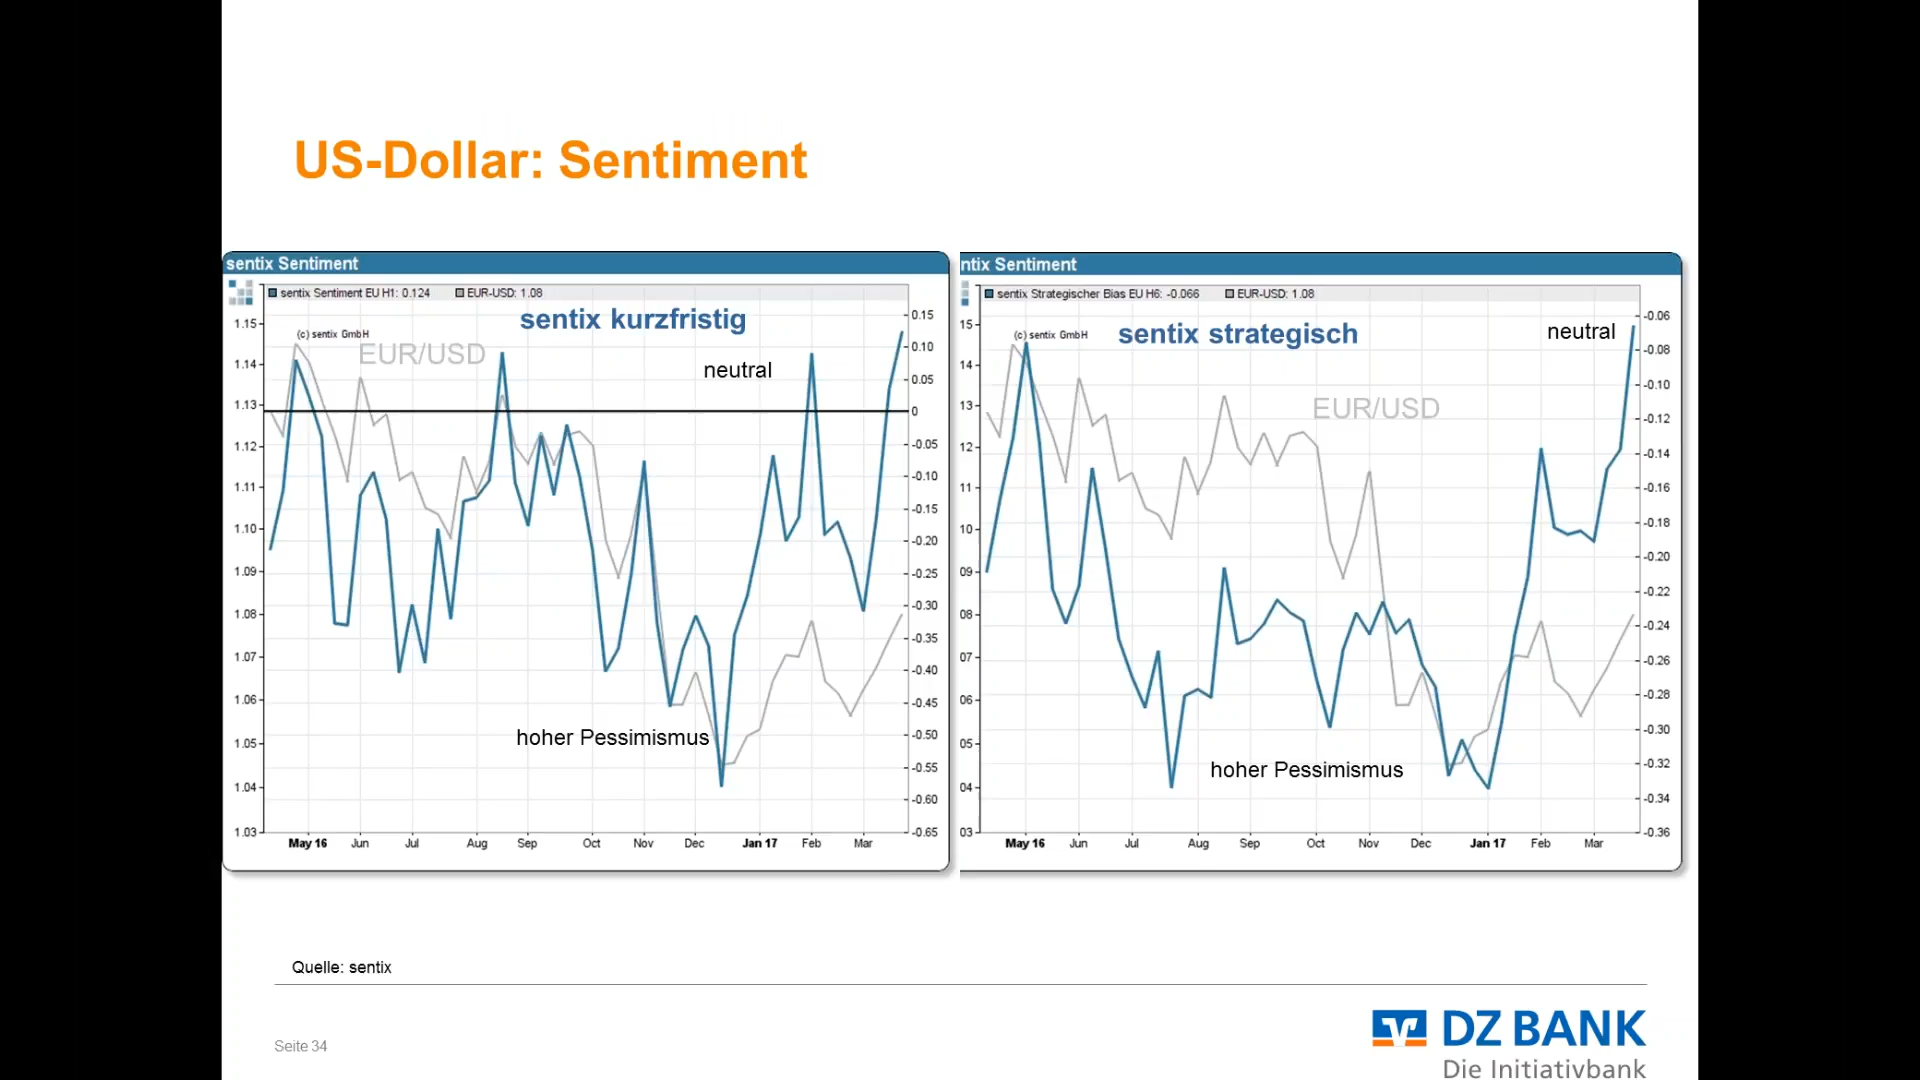 US-Dollar: Sentiment
sentix Sentiment
sentix Sentiment EU H1: 0.124 EUR-USD: 1.08
sentix kurzfristig
(c) sentix GmbH
EUR/USD
neutral
hoher Pessimismus
1.15
1.14
1.13
1.12
1.11
1.10
1.09
1.08
1.07
1.06
1.05
1.04
1.03
0.15
0.10
0.05
0
-0.05
-0.10
-0.15
-0.20
-0.25
-0.30
-0.35
-0.40
-0.45
-0.50
-0.55
-0.60
-0.65
May 16 Jun Jul Aug Sep Oct Nov Dec Jan 17 Feb Mar
ntix Sentiment
sentix Strategischer Bias EU H6: -0.066 EUR-USD: 1.08
(c) sentix GmbH
sentix strategisch
neutral
EUR/USD
hoher Pessimismus
15
14
13
12
11
10
09
08
07
06
05
04
03
-0.06
-0.08
-0.10
-0.12
-0.14
-0.16
-0.18
-0.20
-0.22
-0.24
-0.26
-0.28
-0.30
-0.32
-0.34
-0.36
May 16 Jun Jul Aug Sep Oct Nov Dec Jan 17 Feb Mar
Quelle: sentix
Seite 34
DZ BANK
Die Initiativbank